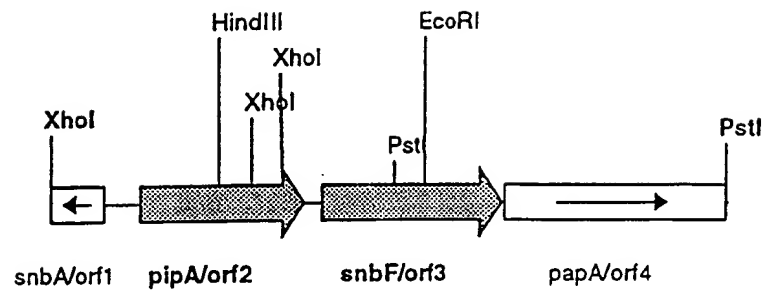 HindIII
EcoRI
XhoI
XhoI
XhoI
PstI
PstI
snbA/orf1
pipA/orf2
snbF/orf3
papA/orf4